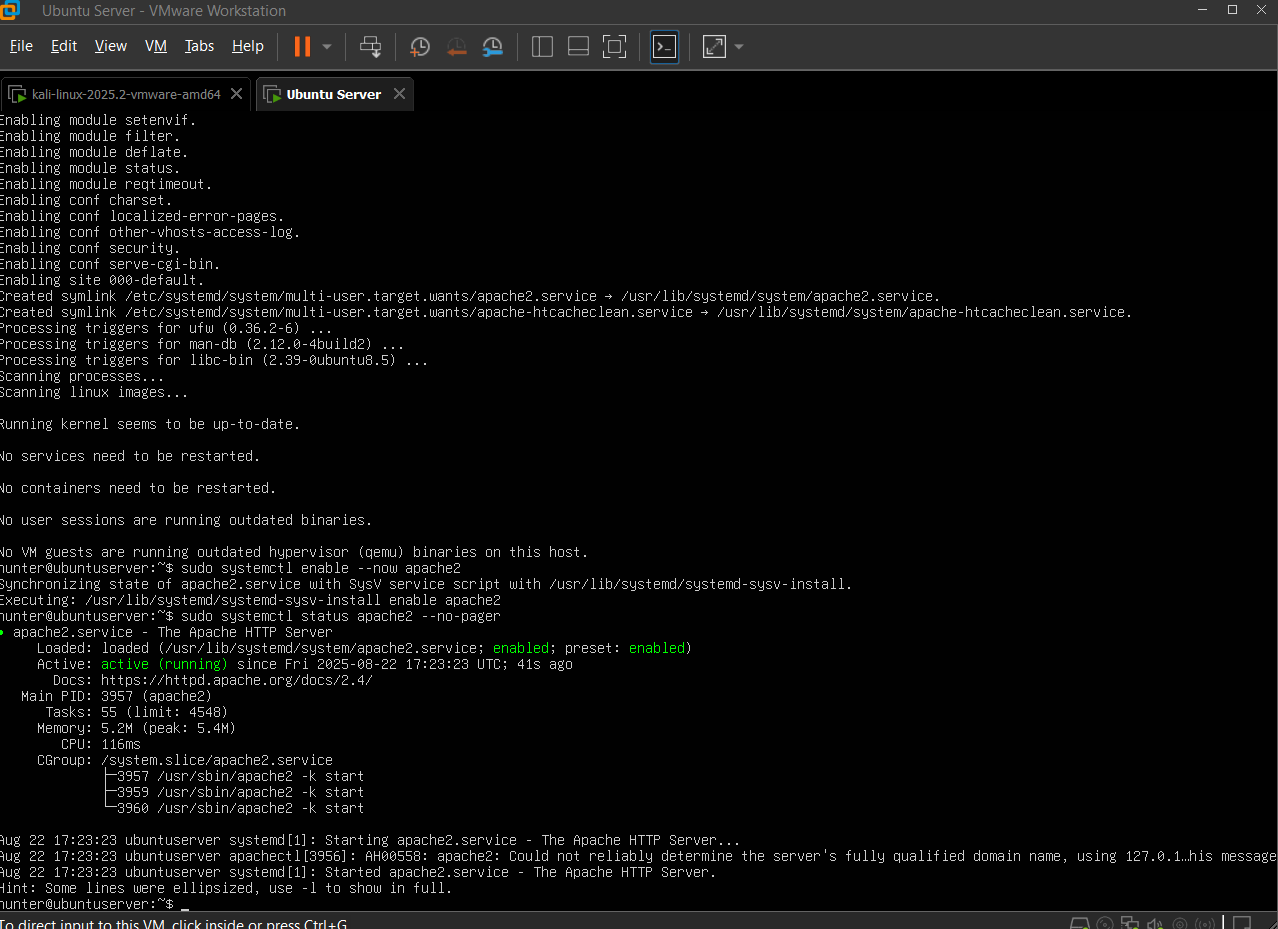 Ubuntu Server - VMware Workstation
File Edit View VM Tabs Help
kali-linux-2025.2-vmware-amd64 Ubuntu Server
Enabling module setenvif.
Enabling module filter.
Enabling module deflate.
Enabling module status.
Enabling module reqtimeout.
Enabling conf charset.
Enabling conf localized-error-pages.
Enabling conf other-vhosts-access-log.
Enabling conf security.
Enabling conf serve-cgi-bin.
Enabling site 000-default.
Created symlink /etc/systemd/system/multi-user.target.wants/apache2.service → /usr/lib/systemd/system/apache2.service.
Created symlink /etc/systemd/system/multi-user.target.wants/apache-htcacheclean.service → /usr/lib/systemd/system/apache-htcacheclean.service.
Processing triggers for ufw (0.36.2-6) ...
Processing triggers for man-db (2.12.0-4build2) ...
Processing triggers for libc-bin (2.39-0ubuntu8.5) ...
Scanning processes...
Scanning linux images...
Running kernel seems to be up-to-date.
No services need to be restarted.
No containers need to be restarted.
No user sessions are running outdated binaries.
No VM guests are running outdated hypervisor (qemu) binaries on this host.
hunter@ubuntuserver:~$ sudo systemctl enable --now apache2
Synchronizing state of apache2.service with SysV service script with /usr/lib/systemd/systemd-sysv-install.
Executing: /usr/lib/systemd/systemd-sysv-install enable apache2
hunter@ubuntuserver:~$ sudo systemctl status apache2 --no-pager
● apache2.service - The Apache HTTP Server
Loaded: loaded (/usr/lib/systemd/system/apache2.service; enabled; preset: enabled)
Active: active (running) since Fri 2025-08-22 17:23:23 UTC; 41s ago
Docs: https://httpd.apache.org/docs/2.4/
Main PID: 3957 (apache2)
Tasks: 55 (limit: 4548)
Memory: 5.2M (peak: 5.4M)
CPU: 116ms
CGroup: /system.slice/apache2.service
├─3957 /usr/sbin/apache2 -k start
├─3959 /usr/sbin/apache2 -k start
└─3960 /usr/sbin/apache2 -k start
Aug 22 17:23:23 ubuntuserver systemd[1]: Starting apache2.service - The Apache HTTP Server...
Aug 22 17:23:23 ubuntuserver apachectl[3956]: AH00558: apache2: Could not reliably determine the server's fully qualified domain name, using 127.0.1…his message
Aug 22 17:23:23 ubuntuserver systemd[1]: Started apache2.service - The Apache HTTP Server.
Hint: Some lines were ellipsized, use -l to show in full.
hunter@ubuntuserver:~$ _
To direct input to this VM, click inside or press Ctrl+G.